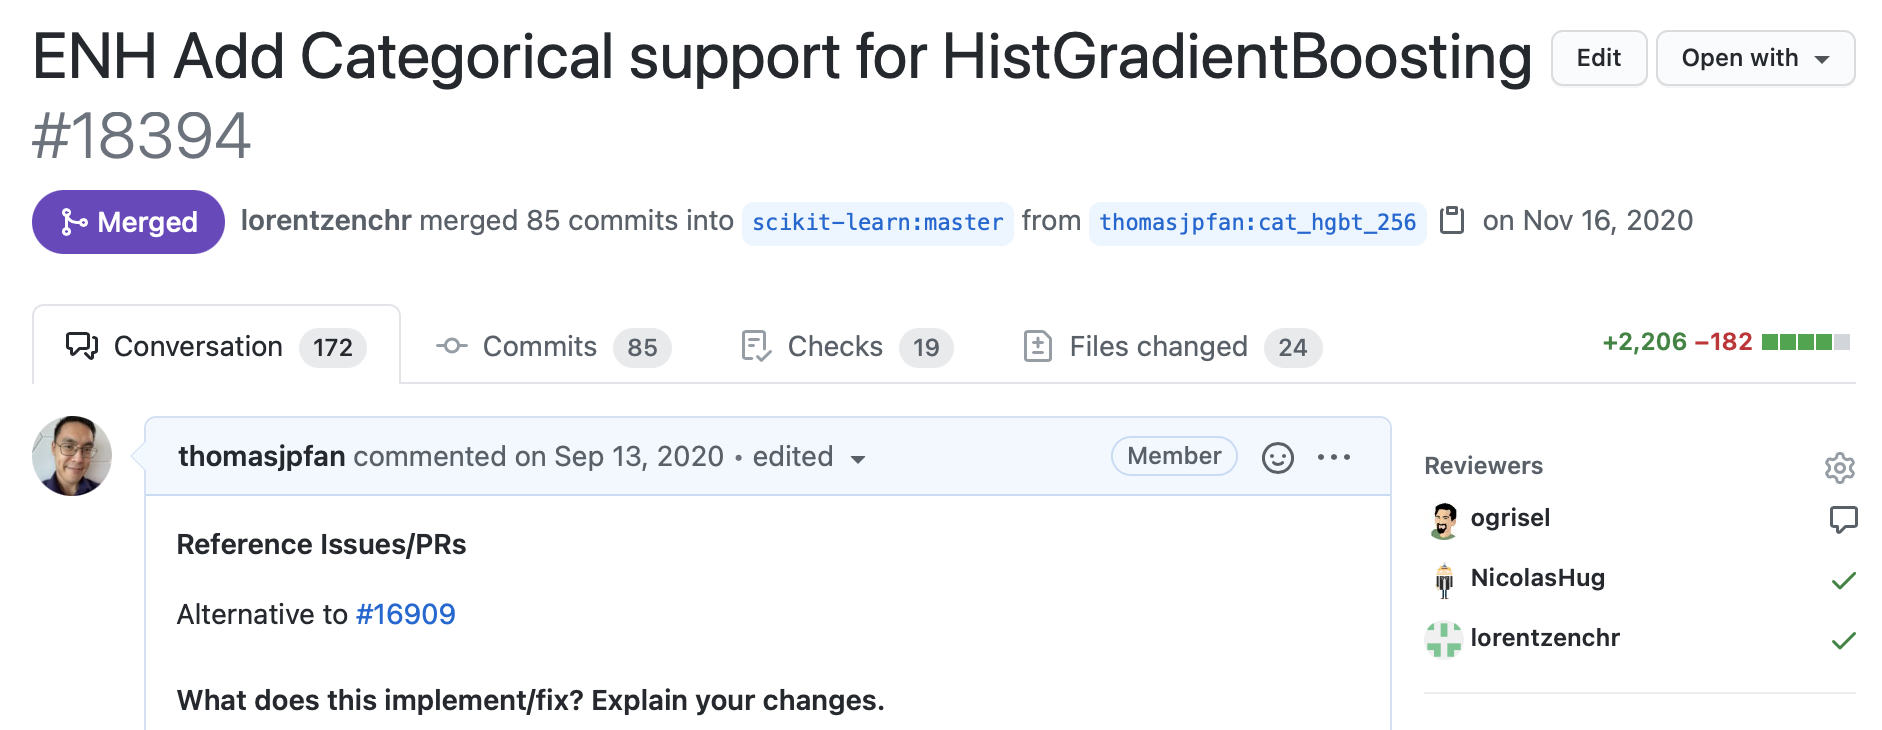 ENH Add Categorical support for HistGradientBoosting
Edit
Open with
#18394
Merged
lorentzenchr merged 85 commits into scikit-learn:master from thomasjpfan:cat_hgbt_256 on Nov 16, 2020
Conversation 172
Commits 85
Checks 19
Files changed 24
+2,206 −182
thomasjpfan commented on Sep 13, 2020 • edited
Member
Reference Issues/PRs
Alternative to #16909
What does this implement/fix? Explain your changes.
Reviewers
ogrisel
NicolasHug
lorentzenchr